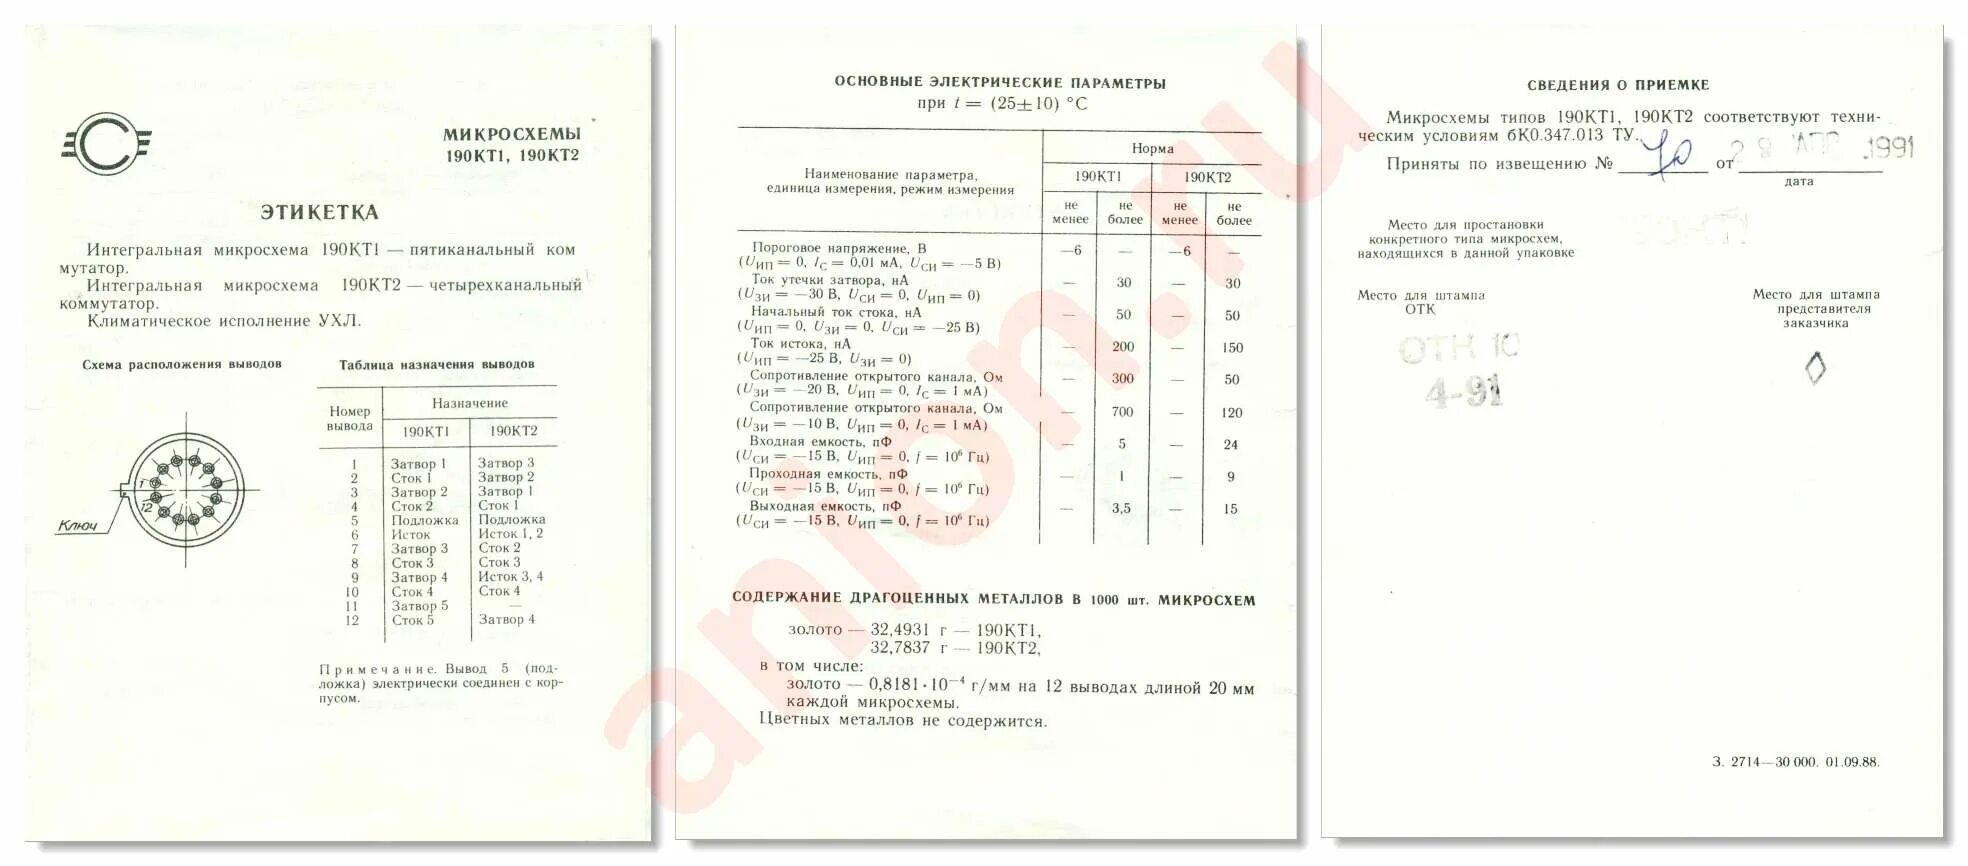 МИКРОСХЕМЫ
190КТ1, 190КТ2
ЭТИКЕТКА
Интегральная микросхема 190КТ1 — пятиканальный ком
мутатор.
Интегральная микросхема 190КТ2 — четырехканальный
коммутатор.
Климатическое исполнение УХЛ.
Схема расположения выводов
1
12
Ключ
Таблица назначения выводов
Номер вывода Назначение
190КТ1 190КТ2
1 Затвор 1 Затвор 3
2 Сток 1 Затвор 2
3 Затвор 2 Затвор 1
4 Сток 2 Сток 1
5 Подложка Подложка
6 Исток Исток 1, 2
7 Затвор 3 Сток 2
8 Сток 3 Сток 3
9 Затвор 4 Исток 3, 4
10 Сток 4 Сток 4
11 Затвор 5 —
12 Сток 5 Затвор 4
Примечание. Вывод 5 (под-
ложка) электрически соединен с кор-
пусом.
ОСНОВНЫЕ ЭЛЕКТРИЧЕСКИЕ ПАРАМЕТРЫ
при t = (25±10) °С
Наименование параметра,
единица измерения, режим измерения
Норма
190КТ1 190КТ2
не менее не более не менее не более
Пороговое напряжение, В —6 — —6 —
(UИП = 0, IС = 0,01 мА, UСИ = —5 В)
Ток утечки затвора, нА — 30 — 30
(UЗИ = —30 В, UСИ = 0, UИП = 0)
Начальный ток стока, нА — 50 — 50
(UИП = 0, UЗИ = 0, UСИ = —25 В)
Ток истока, нА — 200 — 150
(UИП = —25 В, UЗИ = 0)
Сопротивление открытого канала, Ом — 300 — 50
(UЗИ = —20 В, UИП = 0, IС = 1 мА)
Сопротивление открытого канала, Ом — 700 — 120
(UЗИ = —10 В, UИП = 0, IС = 1 мА)
Входная емкость, пФ — 5 — 24
(UСИ = —15 В, UИП = 0, f = 10⁶ Гц)
Проходная емкость, пФ — 1 — 9
(UСИ = —15 В, UИП = 0, f = 10⁶ Гц)
Выходная емкость, пФ — 3,5 — 15
(UСИ = —15 В, UИП = 0, f = 10⁶ Гц)
СОДЕРЖАНИЕ ДРАГОЦЕННЫХ МЕТАЛЛОВ В 1000 шт. МИКРОСХЕМ
золото — 32,4931 г — 190КТ1,
32,7837 г — 190КТ2,
в том числе:
золото — 0,8181·10⁻⁴ г/мм на 12 выводах длиной 20 мм
каждой микросхемы.
Цветных металлов не содержится.
anion.ru
СВЕДЕНИЯ О ПРИЕМКЕ
Микросхемы типов 190КТ1, 190КТ2 соответствуют техни-
ческим условиям бК0.347.013 ТУ.
Приняты по извещению № 70 от 28 АПР 1991
дата
Место для простановки
конкретного типа микросхем,
находящихся в данной упаковке
Место для штампа
ОТК
ОТК 10
4-91
Место для штампа
представителя
заказчика
З. 2714—30 000. 01.09.88.